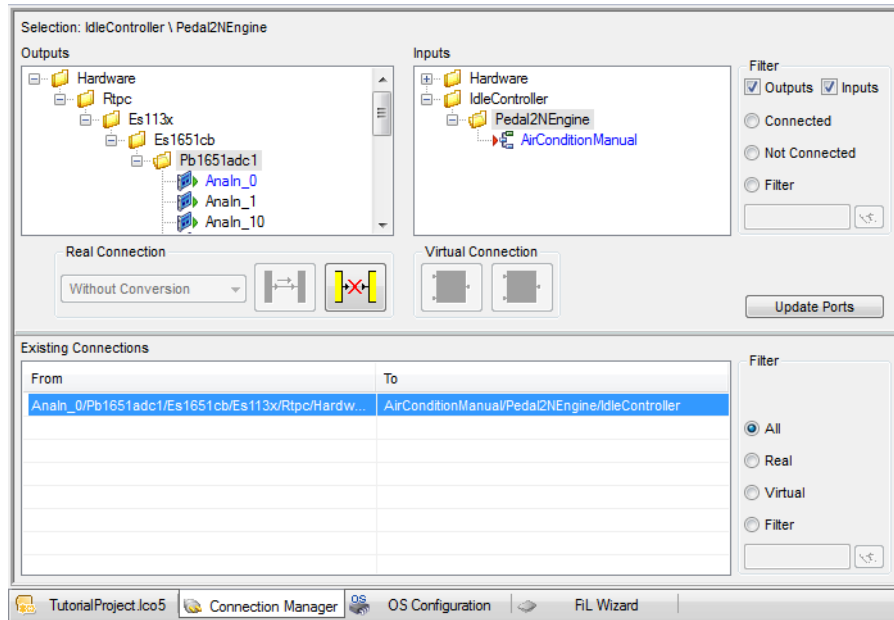 Selection: IdleController \ Pedal2NEngine
Outputs
Hardware
Rtpc
Es113x
Es1651cb
Pb1651adc1
AnaIn_0
AnaIn_1
AnaIn_10
Inputs
Hardware
IdleController
Pedal2NEngine
AirConditionManual
Filter
Outputs Inputs
Connected
Not Connected
Filter
Real Connection
Without Conversion
Virtual Connection
Update Ports
Existing Connections
From To
AnaIn_0/Pb1651adc1/Es1651cb/Es113x/Rtpc/Hardw... AirConditionManual/Pedal2NEngine/IdleController
Filter
All
Real
Virtual
Filter
TutorialProject.lco5 Connection Manager OS OS Configuration FiL Wizard